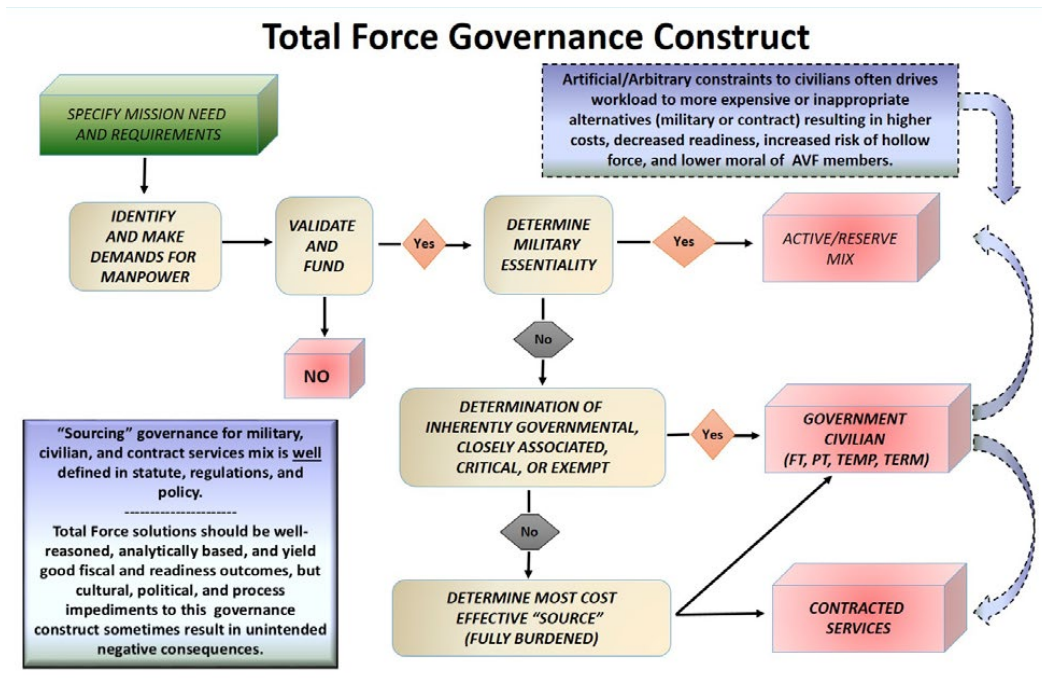 Total Force Governance Construct
Artificial/Arbitrary constraints to civilians often drives
workload to more expensive or inappropriate
alternatives (military or contract) resulting in higher
costs, decreased readiness, increased risk of hollow
force, and lower moral of AVF members.
SPECIFY MISSION NEED
AND REQUIREMENTS
IDENTIFY
AND MAKE
DEMANDS FOR
MANPOWER
VALIDATE
AND
FUND
Yes
DETERMINE
MILITARY
ESSENTIALITY
Yes
ACTIVE/RESERVE
MIX
NO
No
DETERMINATION OF
INHERENTLY GOVERNMENTAL,
CLOSELY ASSOCIATED,
CRITICAL, OR EXEMPT
Yes
GOVERNMENT
CIVILIAN
(FT, PT, TEMP, TERM)
No
DETERMINE MOST COST
EFFECTIVE “SOURCE”
(FULLY BURDENED)
CONTRACTED
SERVICES
“Sourcing” governance for military,
civilian, and contract services mix is well
defined in statute, regulations, and
policy.
----------------------
Total Force solutions should be well-
reasoned, analytically based, and yield
good fiscal and readiness outcomes, but
cultural, political, and process
impediments to this governance
construct sometimes result in unintended
negative consequences.